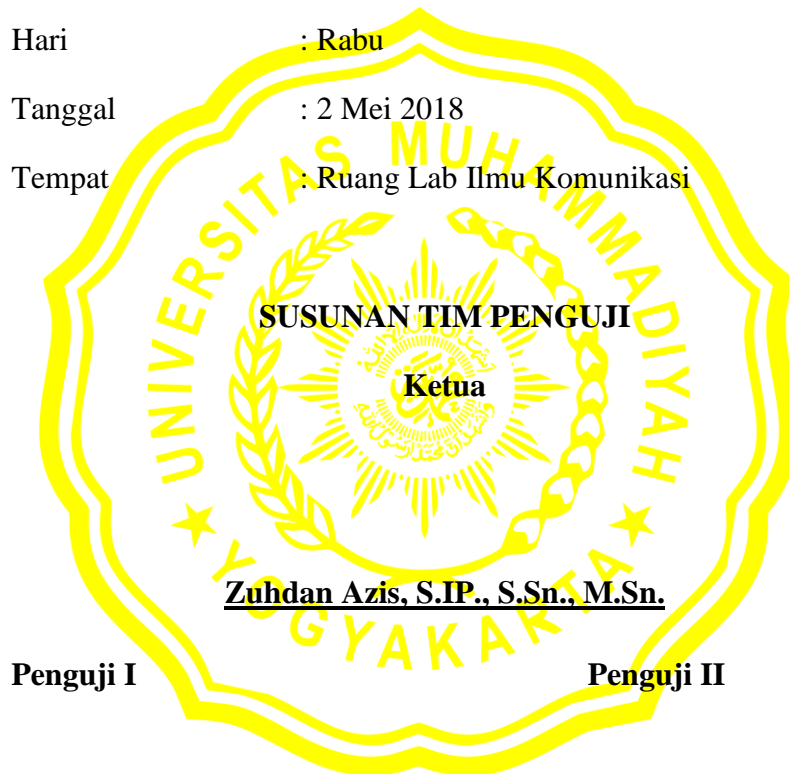 Hari : Rabu
Tanggal : 2 Mei 2018
Tempat : Ruang Lab Ilmu Komunikasi
UNIVERSITAS MUHAMMADIYAH
SUSUNAN TIM PENGUJI
Ketua
Zuhdan Azis, S.IP., S.Sn., M.Sn.
★ YOGYAKARTA ★
Penguji I Penguji II